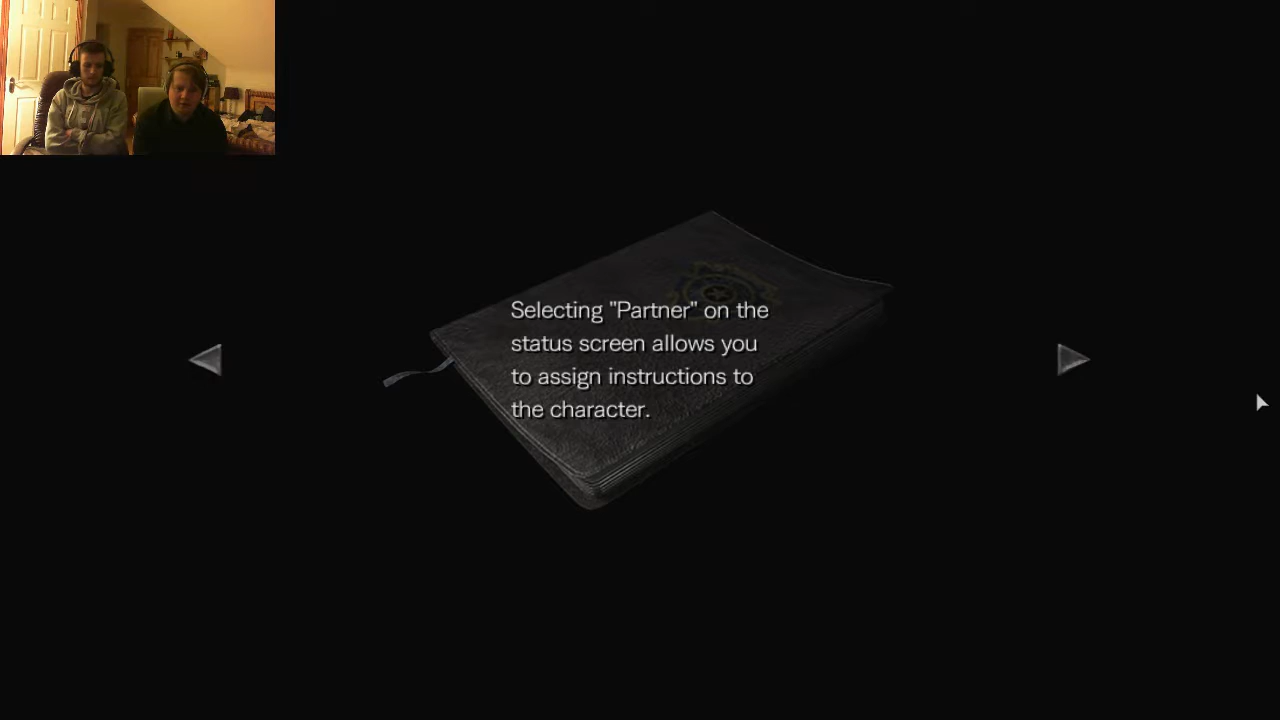 Selecting "Partner" on the
status screen allows you
to assign instructions to
the character.